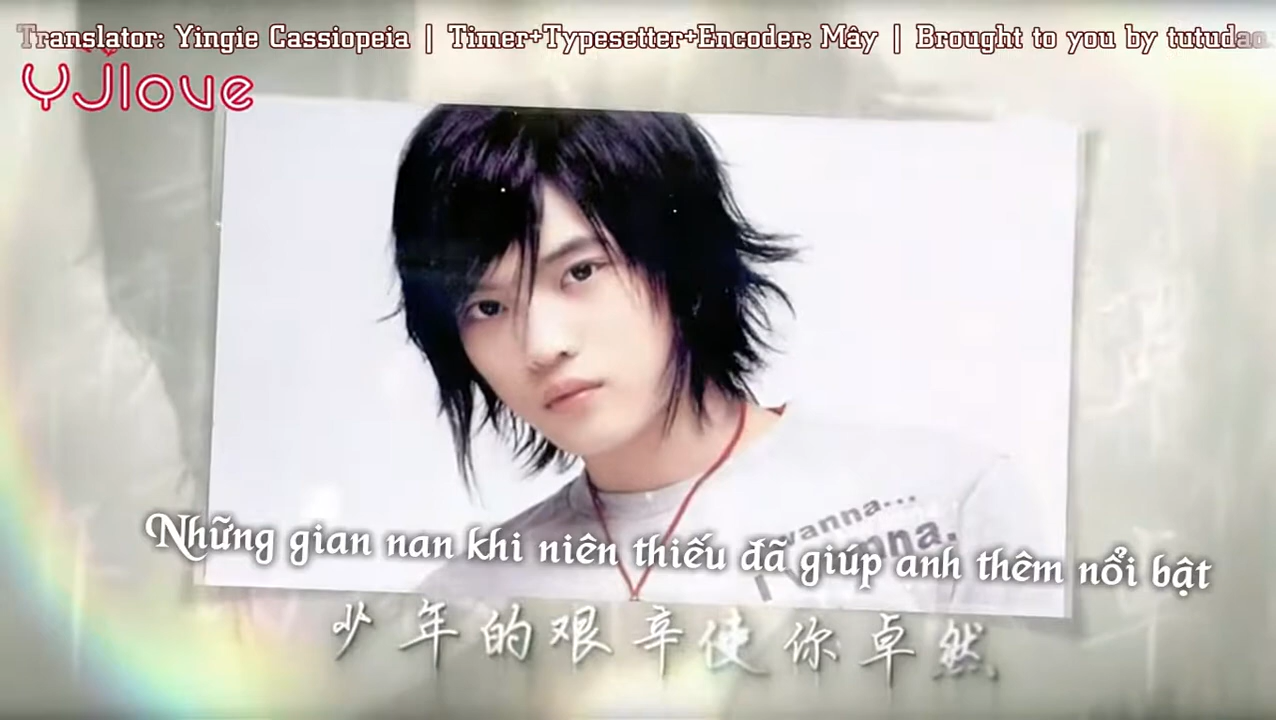 Translator: Yingie Cassiopeia | Timer+Typesetter+Encoder: Mây | Brought to you by tutudao
YJlove
wanna...
Những gian nan khi niên thiếu đã giúp anh thêm nổi bật
少年的艰辛使你卓然